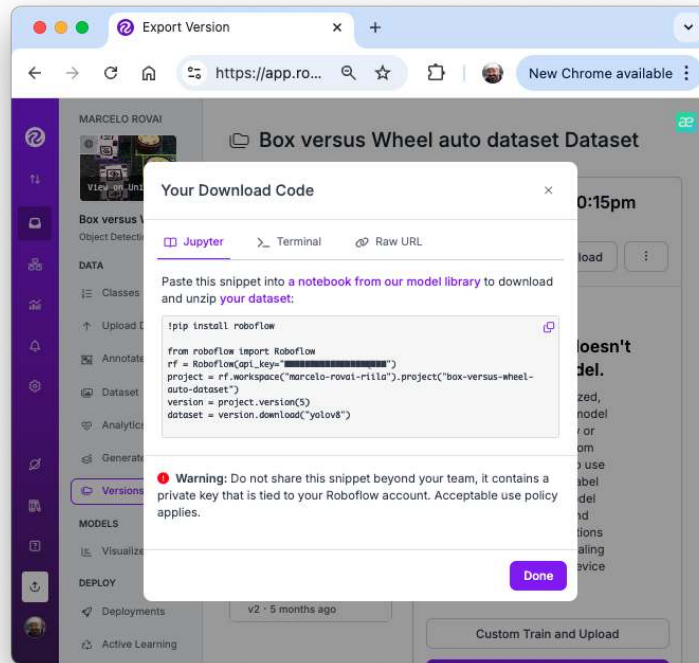 Export Version
https://app.ro...
New Chrome available
MARCELO ROVAI
View on Uni
Box versus W
Object Detectio
DATA
Classes
Upload D
Annotate
Dataset
Analytics
Generate
Versions
MODELS
Visualize
DEPLOY
Deployments
Active Learning
Box versus Wheel auto dataset Dataset
æ
0:15pm
load
Your Download Code
Jupyter
Terminal
Raw URL
Paste this snippet into a notebook from our model library to download
and unzip your dataset:
!pip install roboflow
from roboflow import Roboflow
rf = Roboflow(api_key="
")
project = rf.workspace("marcelo-rovai-riila").project("box-versus-wheel-
auto-dataset")
version = project.version(5)
dataset = version.download("yolov8")
Warning: Do not share this snippet beyond your team, it contains a
private key that is tied to your Roboflow account. Acceptable use policy
applies.
Done
loesn't
del.
zed,
model
y or
om
o use
abel
del
nd
tions
aling
evice
v2 · 5 months ago
Custom Train and Upload